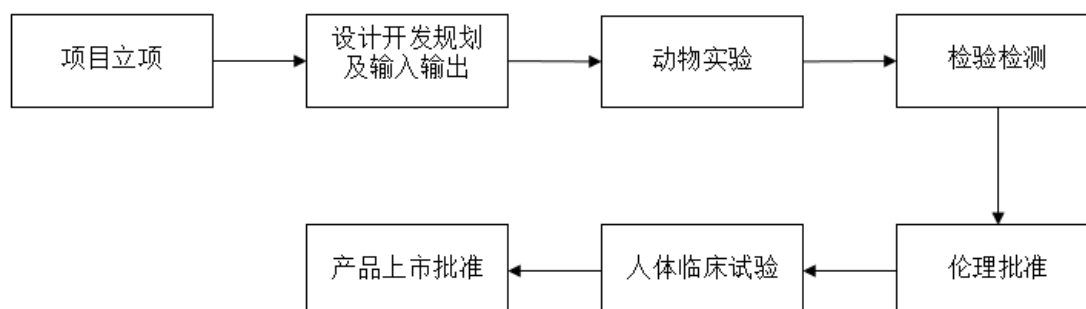 项目立项
设计开发规划
及输入输出
动物实验
检验检测
伦理批准
人体临床试验
产品上市批准